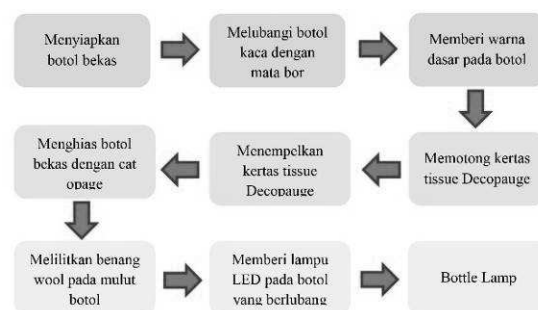 Menyiapkan
botol bekas
Melubangi botol
kaca dengan
mata bor
Memberi warna
dasar pada botol
Memotong kertas
tissue Decopauge
Menempelkan
kertas tissue
Decopauge
Menghias botol
bekas dengan cat
opage
Melilitkan benang
wool pada mulut
botol
Memberi lampu
LED pada botol
yang berlubang
Bottle Lamp